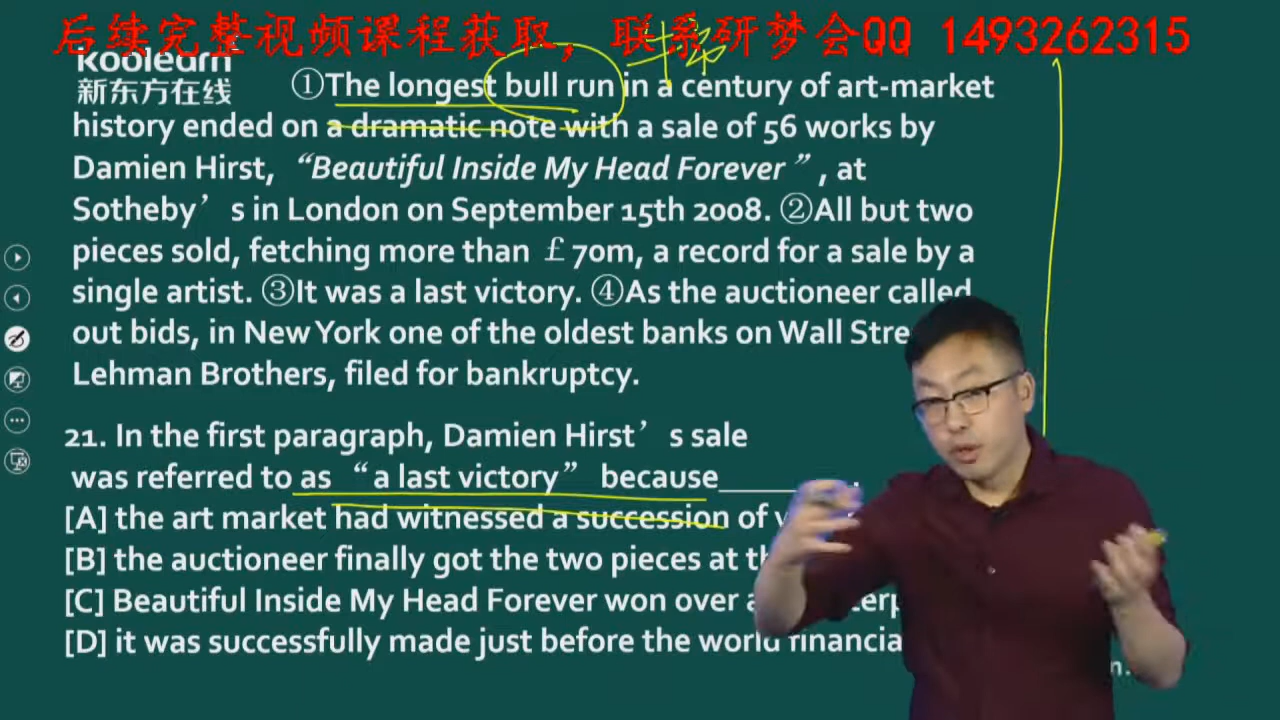 后续完整视频课程获取，联系研梦会QQ 1493262315
koolearn
新东方在线
①The longest bull run in a century of art-market
history ended on a dramatic note with a sale of 56 works by
Damien Hirst, “Beautiful Inside My Head Forever ”, at
Sotheby’s in London on September 15th 2008. ②All but two
pieces sold, fetching more than ￡70m, a record for a sale by a
single artist. ③It was a last victory. ④As the auctioneer called
out bids, in New York one of the oldest banks on Wall
Lehman Brothers, filed for bankruptcy.
21. In the first paragraph, Damien Hirst’s sale
was referred to as “a last victory” because______.
[A] the art market had witnessed a succession of
[B] the auctioneer finally got the two pieces at
[C] Beautiful Inside My Head Forever won over
[D] it was successfully made just before the world